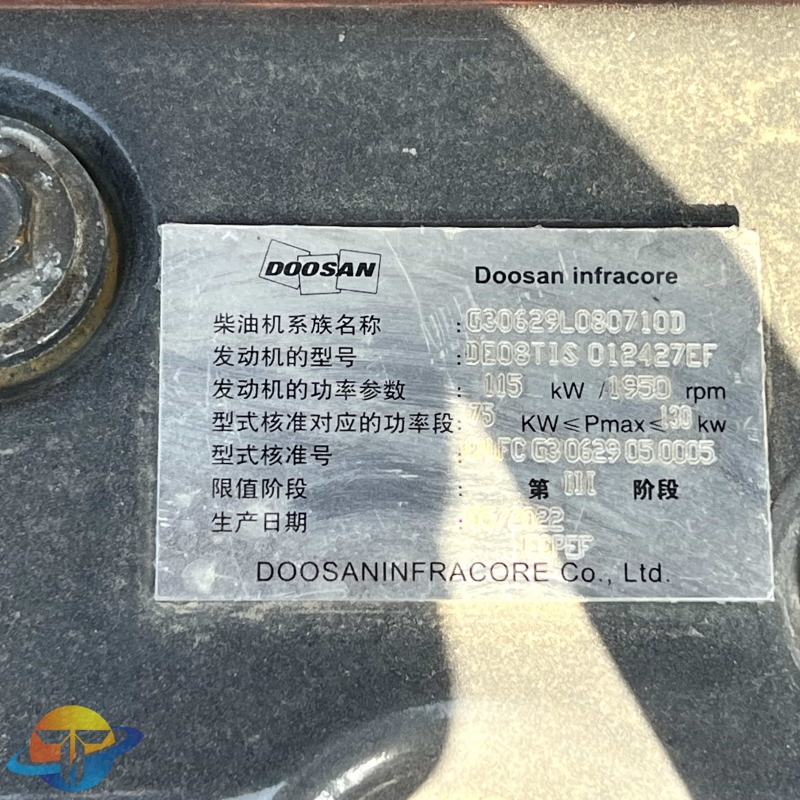 DOOSAN
Doosan infracore
柴油机系族名称 : G30629L080710D
发动机的型号 : DE08TIS 012427EF
发动机的功率参数 : 115 kW /1950 rpm
型式核准对应的功率段: 75 KW≤Pmax≤130 kw
型式核准号 : G3 0629 05 0005
限值阶段 : 第 III 阶段
生产日期 :
DOOSANINFRACORE Co., Ltd.